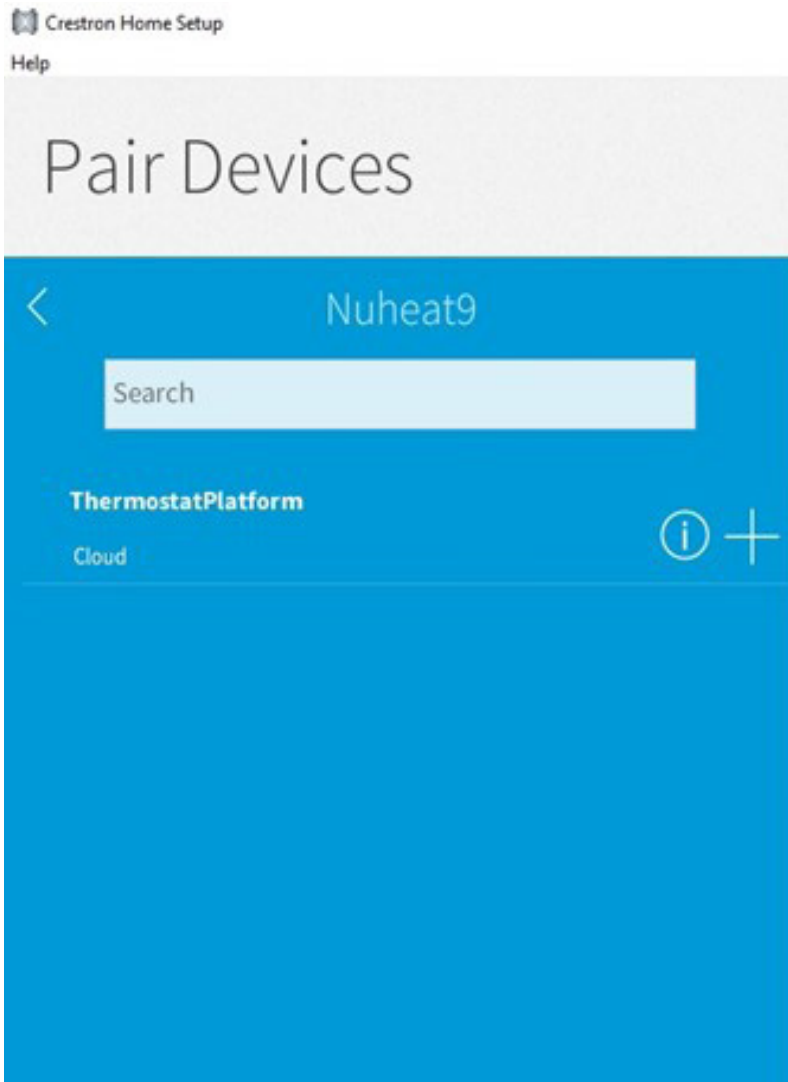 Crestron Home Setup
Help
Pair Devices
Nuheat9
Search
ThermostatPlatform
Cloud